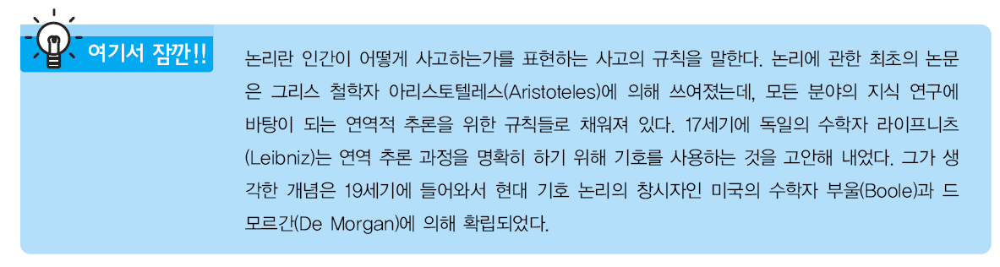 여기서 잠깐!!
논리란 인간이 어떻게 사고하는가를 표현하는 사고의 규칙을 말한다. 논리에 관한 최초의 논문
은 그리스 철학자 아리스토텔레스(Aristoteles)에 의해 쓰여졌는데, 모든 분야의 지식 연구에
바탕이 되는 연역적 추론을 위한 규칙들로 채워져 있다. 17세기에 독일의 수학자 라이프니츠
(Leibniz)는 연역 추론 과정을 명확히 하기 위해 기호를 사용하는 것을 고안해 내었다. 그가 생
각한 개념은 19세기에 들어와서 현대 기호 논리의 창시자인 미국의 수학자 부울(Boole)과 드
모르간(De Morgan)에 의해 확립되었다.